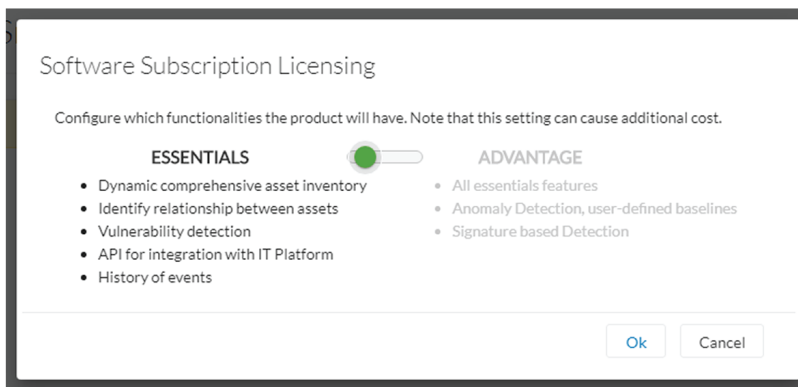 Software Subscription Licensing
Configure which functionalities the product will have. Note that this setting can cause additional cost.
ESSENTIALS
• Dynamic comprehensive asset inventory
• Identify relationship between assets
• Vulnerability detection
• API for integration with IT Platform
• History of events
ADVANTAGE
• All essentials features
• Anomaly Detection, user-defined baselines
• Signature based Detection
Ok
Cancel